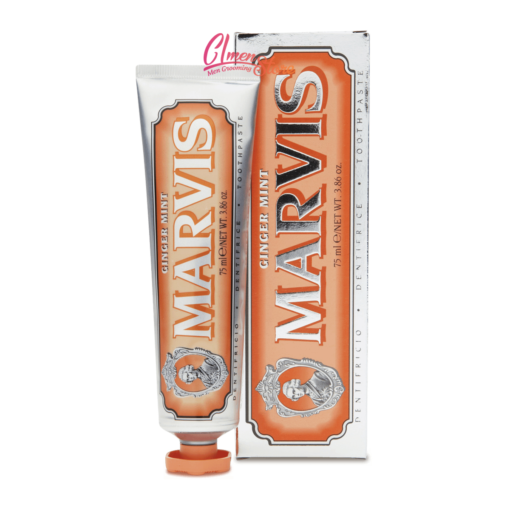 C1men
Men Grooming
MARVIS
GINGER MINT
75 ml e NET WT. 3.86 oz.
DENTIFRICIO • DENTIFRICE • TOOTHPASTE
MARVIS
GINGER MINT
75 ml e NET WT. 3.86 oz.
DENTIFRICIO • DENTIFRICE • TOOTHPASTE